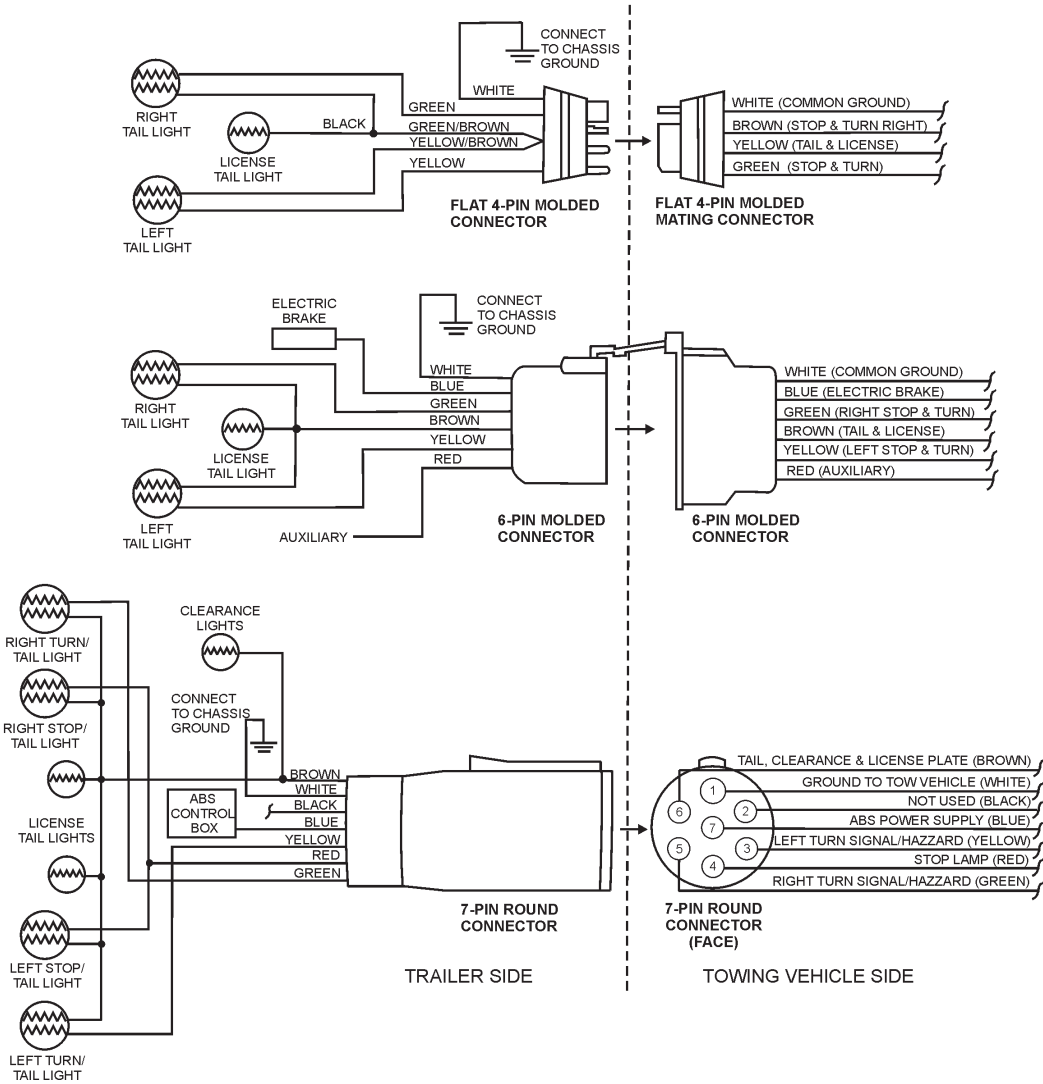 CONNECT
TO CHASSIS
GROUND
WHITE
GREEN
BLACK
GREEN/BROWN
YELLOW/BROWN
YELLOW
RIGHT
TAIL LIGHT
LICENSE
TAIL LIGHT
LEFT
TAIL LIGHT
FLAT 4-PIN MOLDED
CONNECTOR
WHITE (COMMON GROUND)
BROWN (STOP & TURN RIGHT)
YELLOW (TAIL & LICENSE)
GREEN (STOP & TURN)
FLAT 4-PIN MOLDED
MATING CONNECTOR
ELECTRIC
BRAKE
CONNECT
TO CHASSIS
GROUND
WHITE
BLUE
GREEN
BROWN
YELLOW
RED
RIGHT
TAIL LIGHT
LICENSE
TAIL LIGHT
LEFT
TAIL LIGHT
AUXILIARY
6-PIN MOLDED
CONNECTOR
WHITE (COMMON GROUND)
BLUE (ELECTRIC BRAKE)
GREEN (RIGHT STOP & TURN)
BROWN (TAIL & LICENSE)
YELLOW (LEFT STOP & TURN)
RED (AUXILIARY)
6-PIN MOLDED
CONNECTOR
RIGHT TURN/
TAIL LIGHT
RIGHT STOP/
TAIL LIGHT
LICENSE
TAIL LIGHTS
LEFT STOP/
TAIL LIGHT
LEFT TURN/
TAIL LIGHT
CLEARANCE
LIGHTS
CONNECT
TO CHASSIS
GROUND
ABS
CONTROL
BOX
BROWN
WHITE
BLACK
BLUE
YELLOW
RED
GREEN
7-PIN ROUND
CONNECTOR
TRAILER SIDE
1
2
3
4
5
6
7
TAIL, CLEARANCE & LICENSE PLATE (BROWN)
GROUND TO TOW VEHICLE (WHITE)
NOT USED (BLACK)
ABS POWER SUPPLY (BLUE)
LEFT TURN SIGNAL/HAZZARD (YELLOW)
STOP LAMP (RED)
RIGHT TURN SIGNAL/HAZZARD (GREEN)
7-PIN ROUND
CONNECTOR
(FACE)
TOWING VEHICLE SIDE